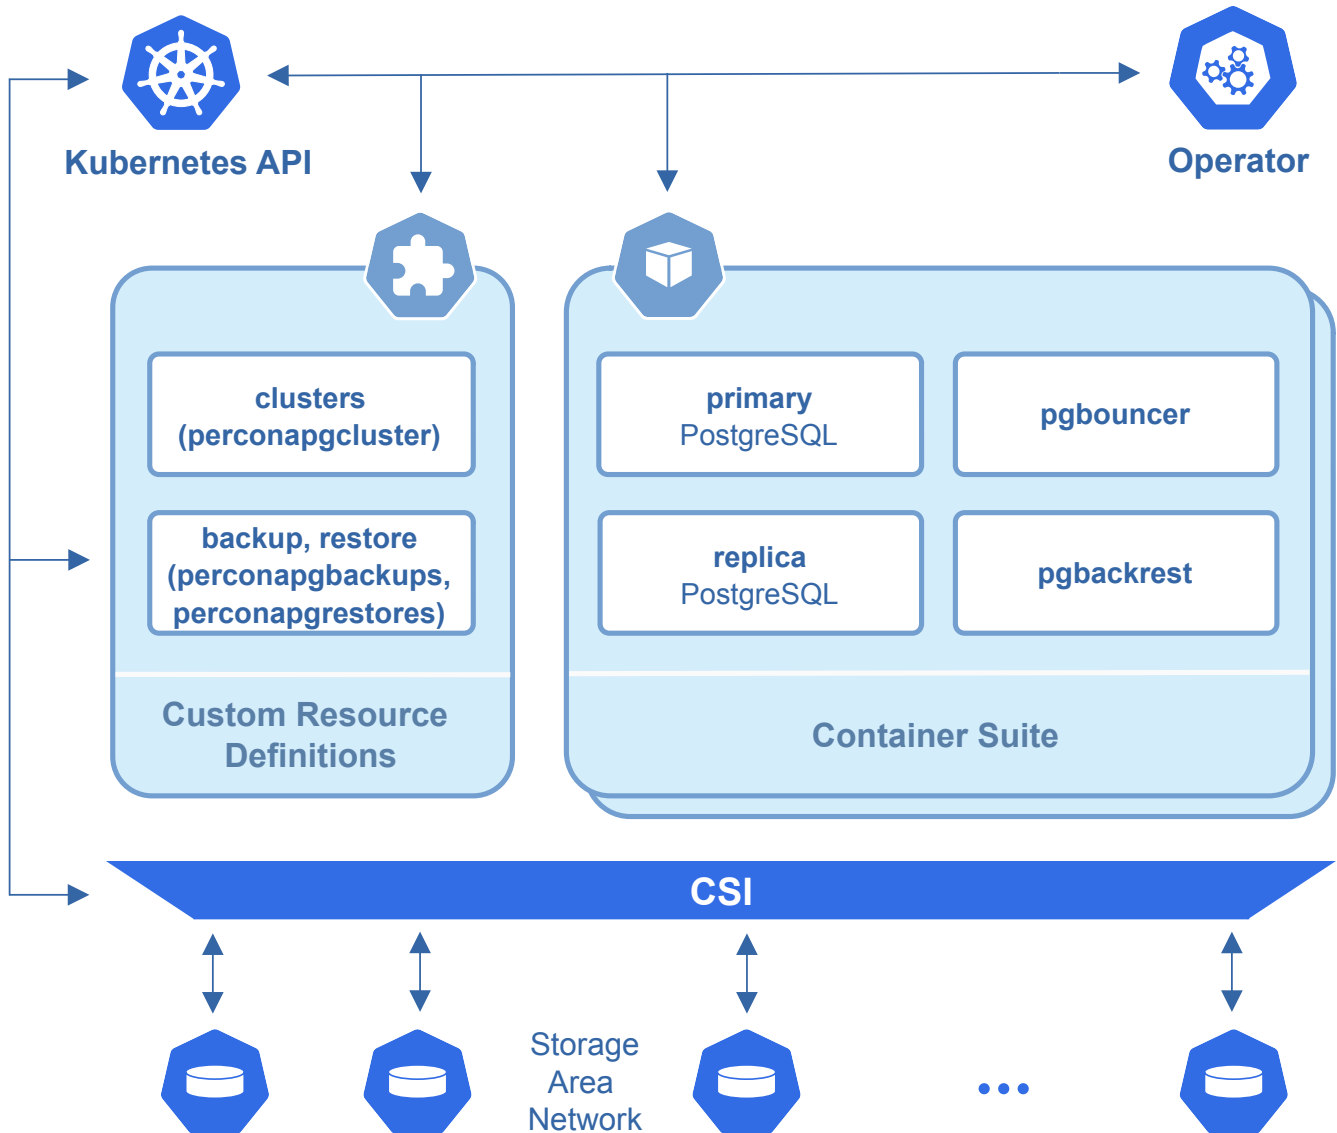 Kubernetes API
Operator
clusters
(perconapgcluster)
backup, restore
(perconapgbackups,
perconapgrestores)
Custom Resource
Definitions
primary
PostgreSQL
pgbouncer
replica
PostgreSQL
pgbackrest
Container Suite
CSI
Storage
Area
Network
...